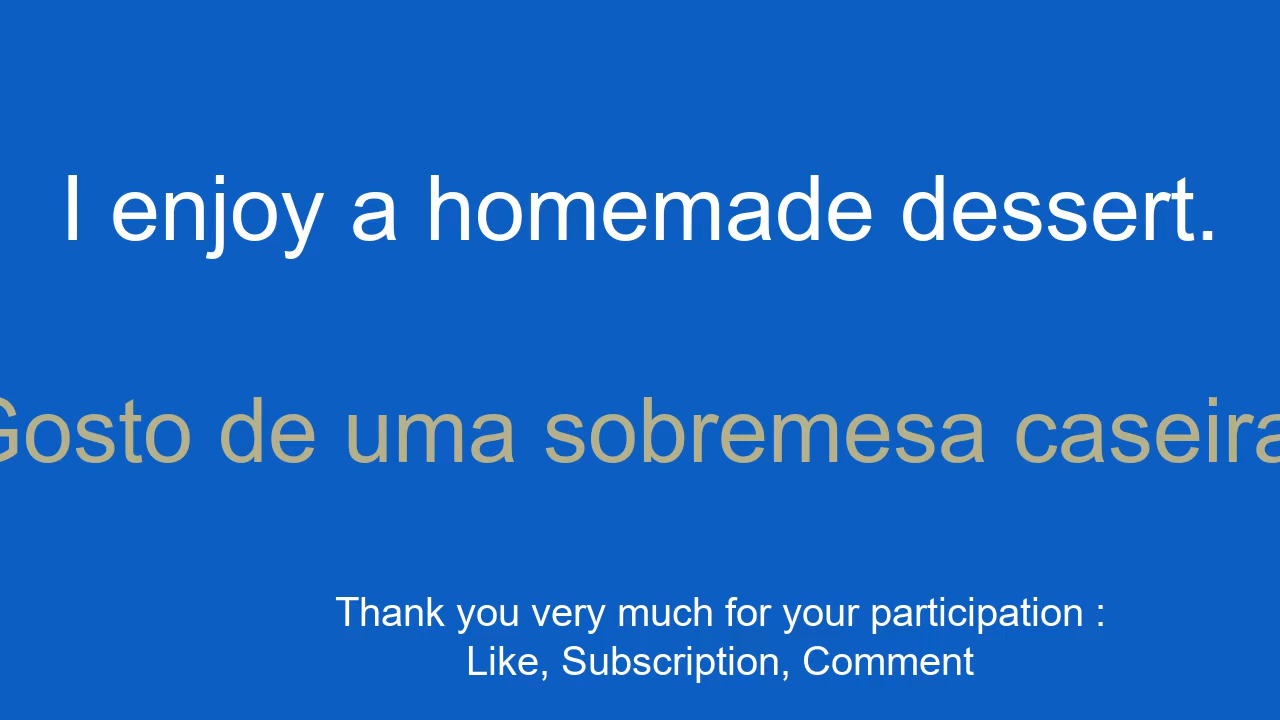 I enjoy a homemade dessert.
Gosto de uma sobremesa caseira
Thank you very much for your participation :
Like, Subscription, Comment